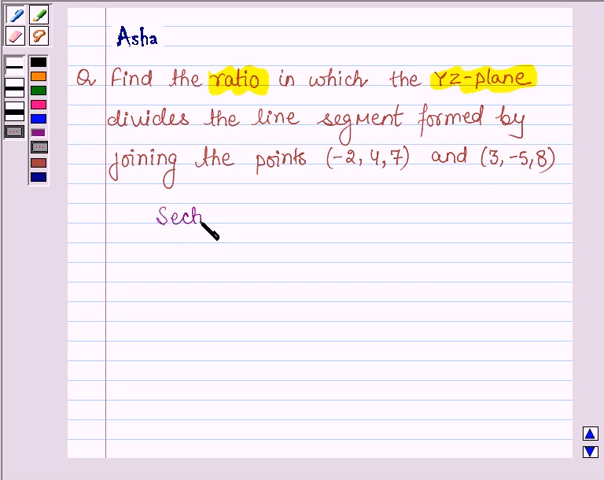 Asha
Q Find the ratio in which the YZ-plane
divides the line segment formed by
joining the points (-2, 4, 7) and (3, -5, 8)
Sect